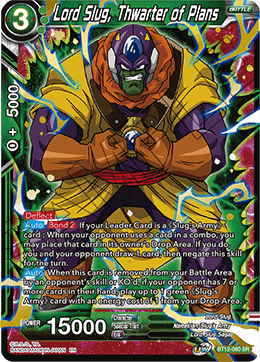 3
Lord Slug, Thwarter of Plans
BATTLE
+ 5000
Deflect
Auto Bond 2 If your Leader Card is a 《Slug's Army》
card : When your opponent uses a card in a combo, you
may place that card in its owner's Drop Area. If you do,
you and your opponent draw 1 card, then negate this skill
for the turn.
Auto When this card is removed from your Battle Area
by an opponent's skill or KO'd, if your opponent has 7 or
more cards in their hand, play up to 1 green 《Slug's
Army》 card with an energy cost of 1 from your Drop Area.
POWER
15000
Character
Lord Slug
Special Trait
BT12-060 SR